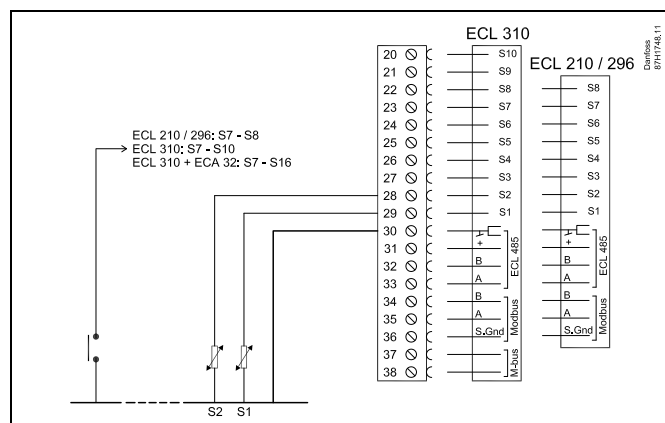 ECL 310
ECL 210 / 296
Danfoss
87H1748.11
ECL 210 / 296: S7 - S8
ECL 310: S7 - S10
ECL 310 + ECA 32: S7 - S16
20 S10
21 S9 S8
22 S8 S7
23 S7 S6
24 S6 S5
25 S5 S4
26 S4 S3
27 S3 S2
28 S2 S1
29 S1
30
31 + +
32 B B
33 A A
34 B B
35 A A
36 S.Gnd S.Gnd
37
38
ECL 485
Modbus
M-bus
ECL 485
Modbus
S2 S1